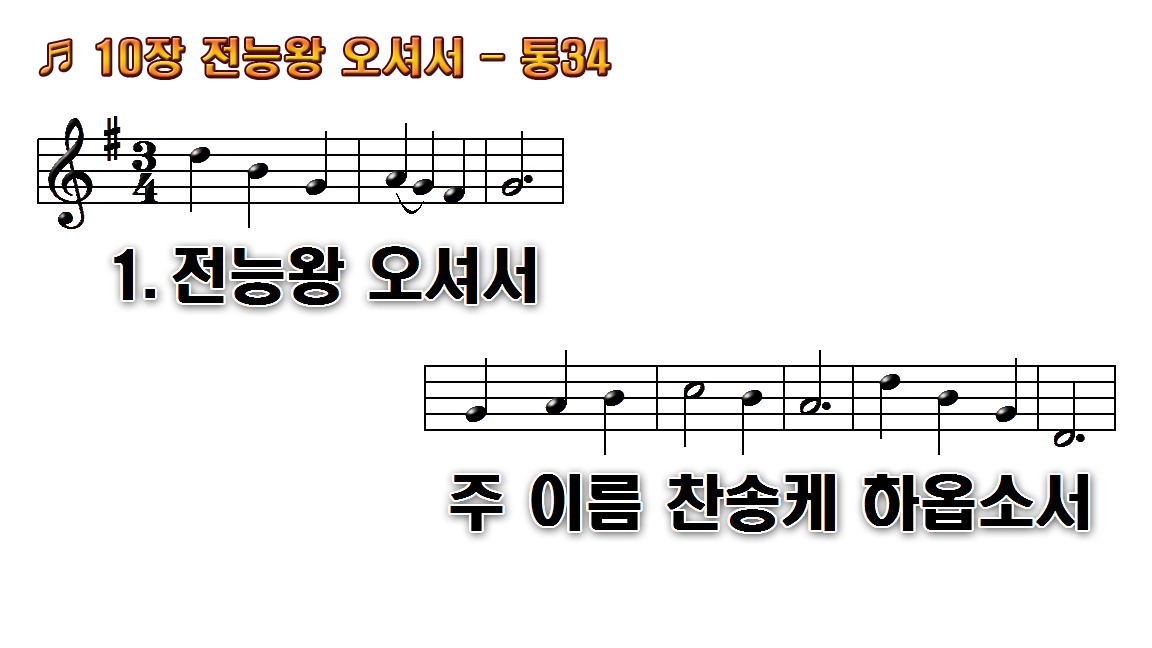 ♬ 10장 전능왕 오셔서 - 통34
3
4
1. 전능왕 오셔서
주 이름 찬송케 하옵소서